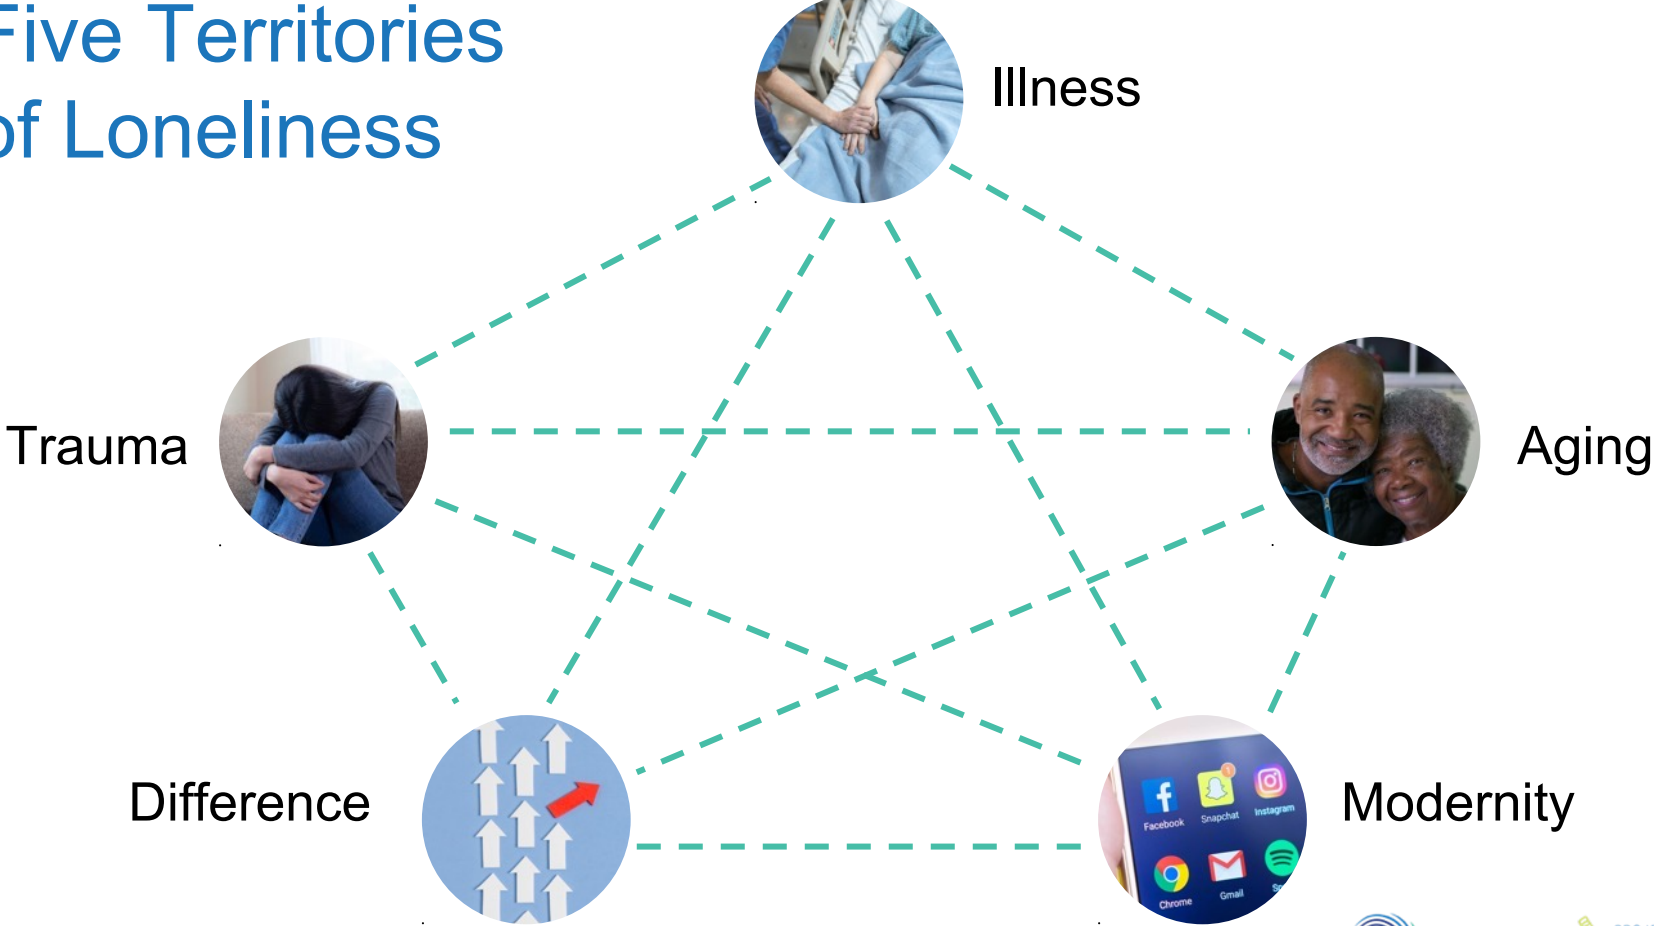 Five Territories
of Loneliness
Illness
Trauma
Aging
Difference
Modernity
Facebook
Snapchat
Instagram
Chrome
Gmail